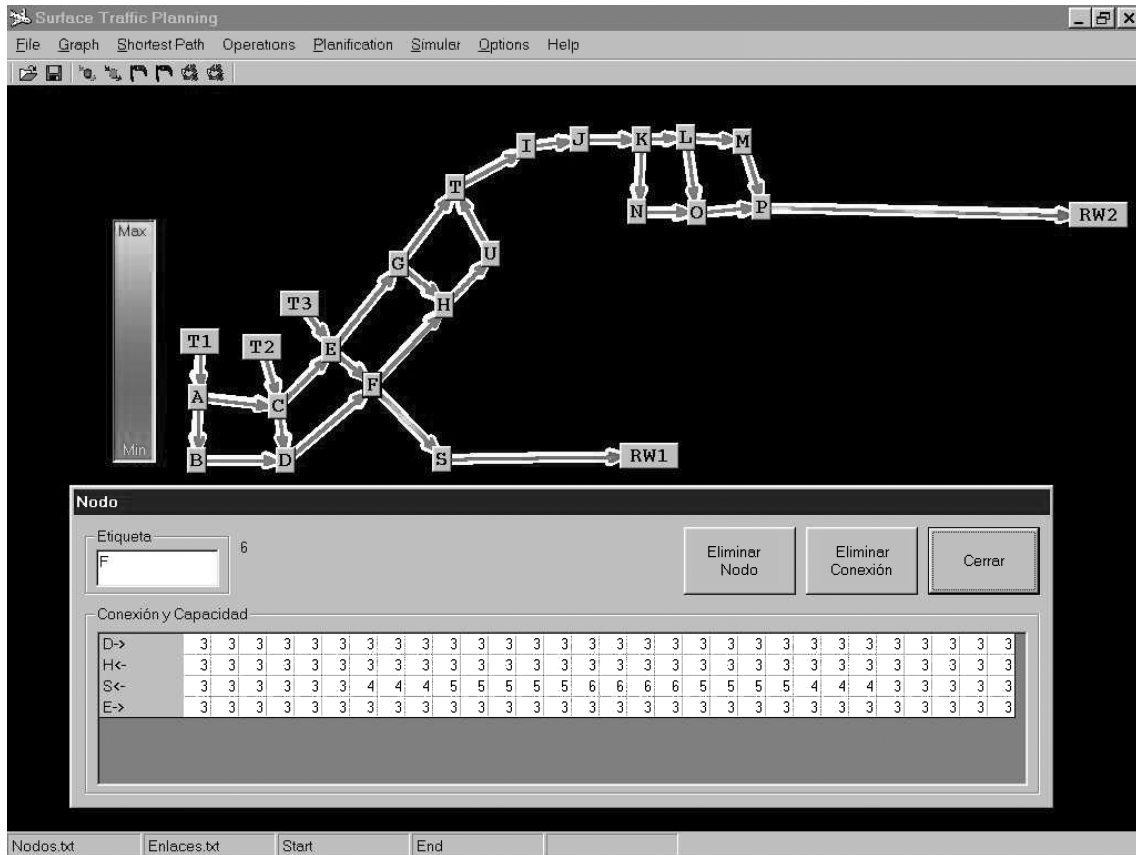 Surface Traffic Planning
File Graph Shortest Path Operations Planification Simular Options Help
I J K L M
T
N O P RW2
Max
G U
T3 H
T1 T2 E
F
A C
Min
B D S RW1
Nodo
Etiqueta
F
6
Eliminar Nodo
Eliminar Conexión
Cerrar
Conexión y Capacidad
D-> 3 3 3 3 3 3 3 3 3 3 3 3 3 3 3 3 3 3 3 3 3 3 3 3 3 3 3 3 3 3
H<- 3 3 3 3 3 3 3 3 3 3 3 3 3 3 3 3 3 3 3 3 3 3 3 3 3 3 3 3 3 3
S<- 3 3 3 3 3 3 4 4 4 5 5 5 5 5 6 6 6 6 5 5 5 5 4 4 4 3 3 3 3 3
E-> 3 3 3 3 3 3 3 3 3 3 3 3 3 3 3 3 3 3 3 3 3 3 3 3 3 3 3 3 3 3
Nodos.txt Enlaces.txt Start End